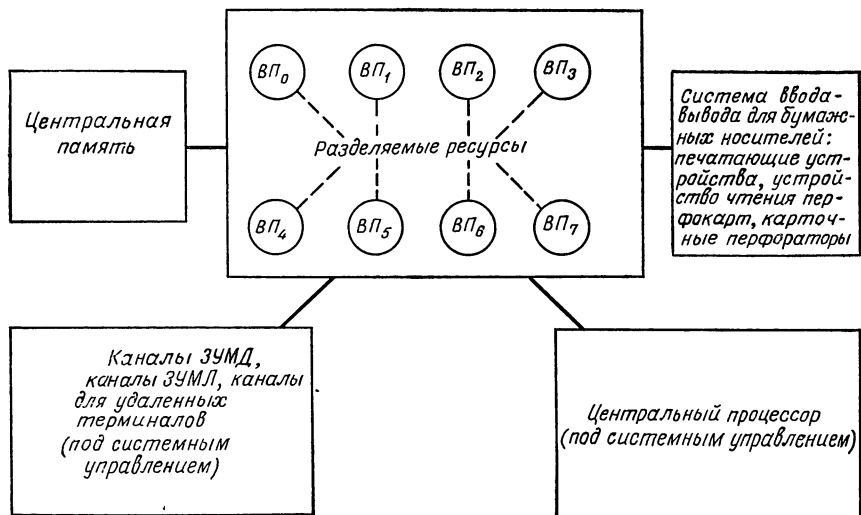 ВП₀ ВП₁ ВП₂ ВП₃
Разделяемые ресурсы
ВП₄ ВП₅ ВП₆ ВП₇
Центральная
память
Система ввода-
вывода для бумаж-
ных носителей:
печатающие уст-
ройства, устрой-
ство чтения пер-
фокарт, карточ-
ные перфораторы
Каналы ЗУМД,
каналы ЗУМЛ, каналы
для удаленных
терминалов
(под системным
управлением)
Центральный процессор
(под системным управлением)